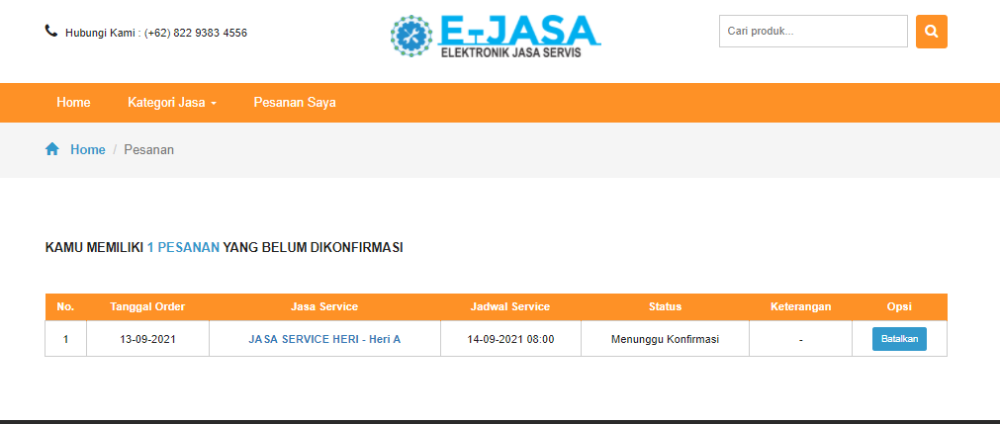 Hubungi Kami : (+62) 822 9383 4556
E-JASA
ELEKTRONIK JASA SERVIS
Cari produk...
Home Kategori Jasa Pesanan Saya
Home / Pesanan
KAMU MEMILIKI 1 PESANAN YANG BELUM DIKONFIRMASI
No. Tanggal Order Jasa Service Jadwal Service Status Keterangan Opsi
1 13-09-2021 JASA SERVICE HERI - Heri A 14-09-2021 08:00 Menunggu Konfirmasi - Batalkan